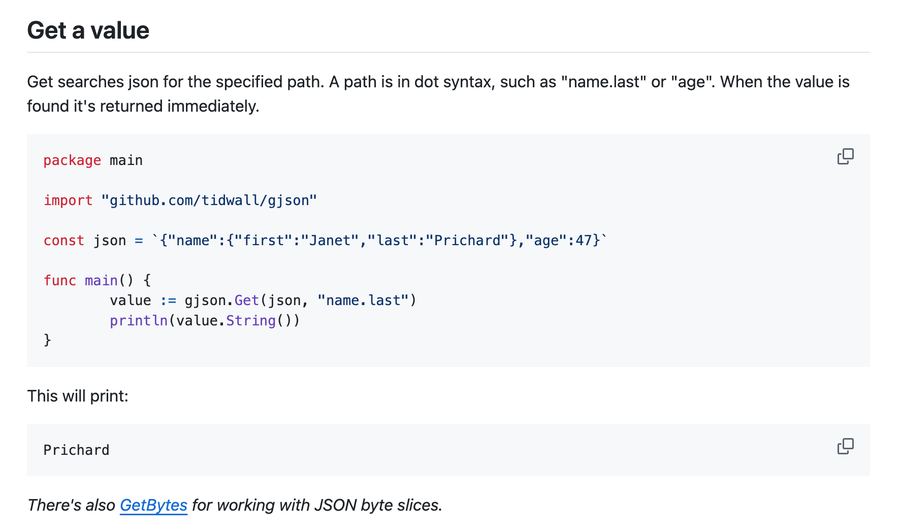 Get a value
Get searches json for the specified path. A path is in dot syntax, such as "name.last" or "age". When the value is
found it's returned immediately.
package main
import "github.com/tidwall/gjson"
const json = `{"name":{"first":"Janet","last":"Prichard"},"age":47}`
func main() {
        value := gjson.Get(json, "name.last")
        println(value.String())
}
This will print:
Prichard
There's also GetBytes for working with JSON byte slices.